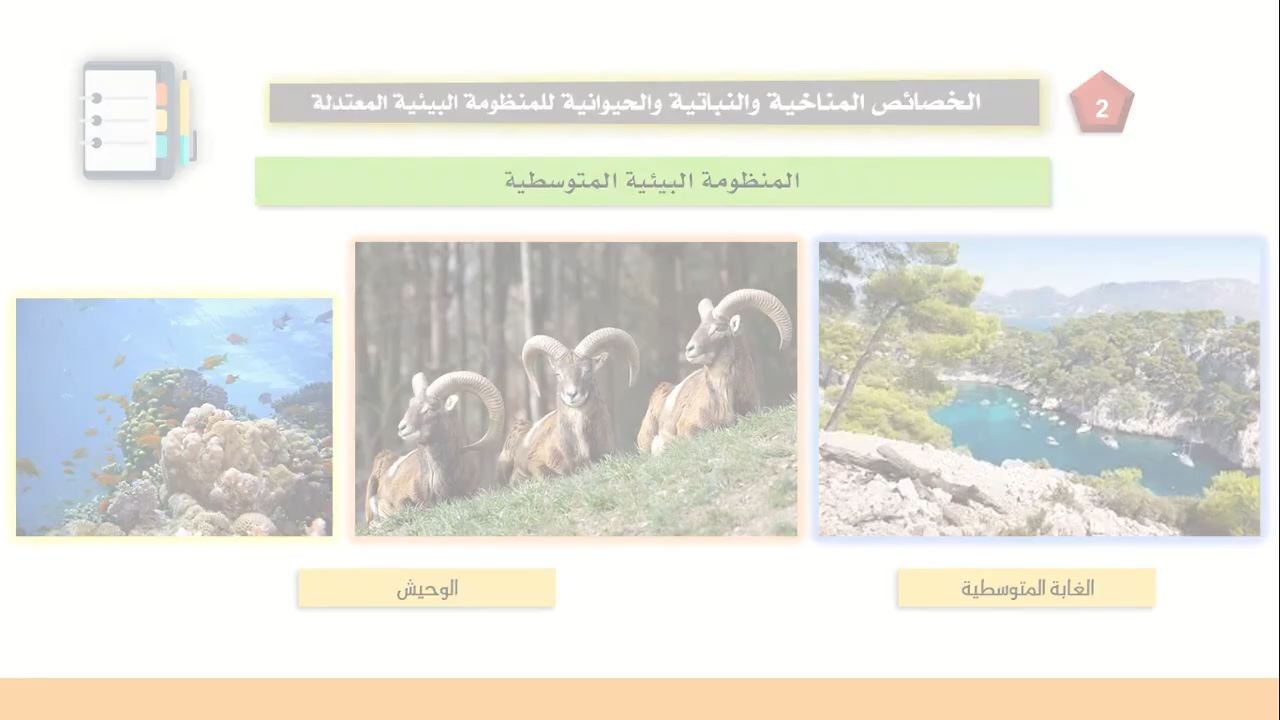 2
الخصائص المناخية والنباتية والحيوانية للمنظومة البيئية المعتدلة
المنظومة البيئية المتوسطية
الغابة المتوسطية
الوحيش